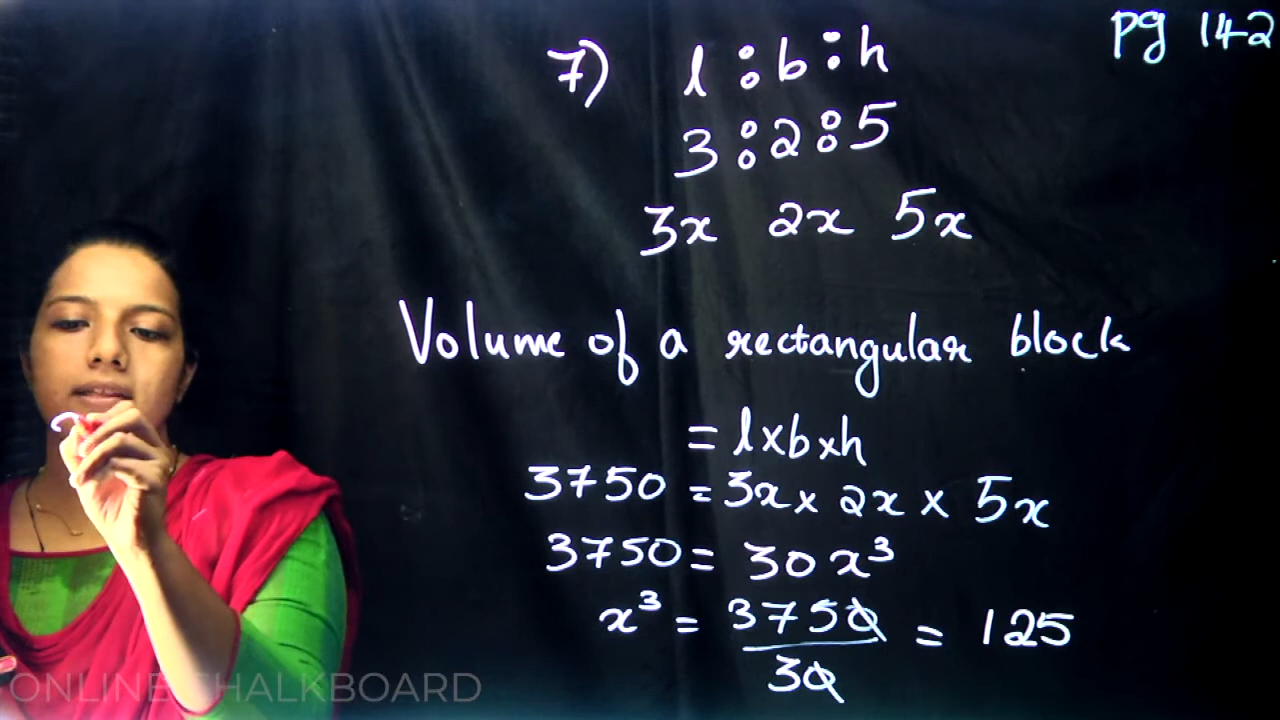 pg 142
7) l : b : h
3 : 2 : 5
3x 2x 5x
Volume of a rectangular block
= l x b x h
3750 = 3x x 2x x 5x
3750 = 30x³
x³ = 3750/30 = 125
ONLINE CHALKBOARD